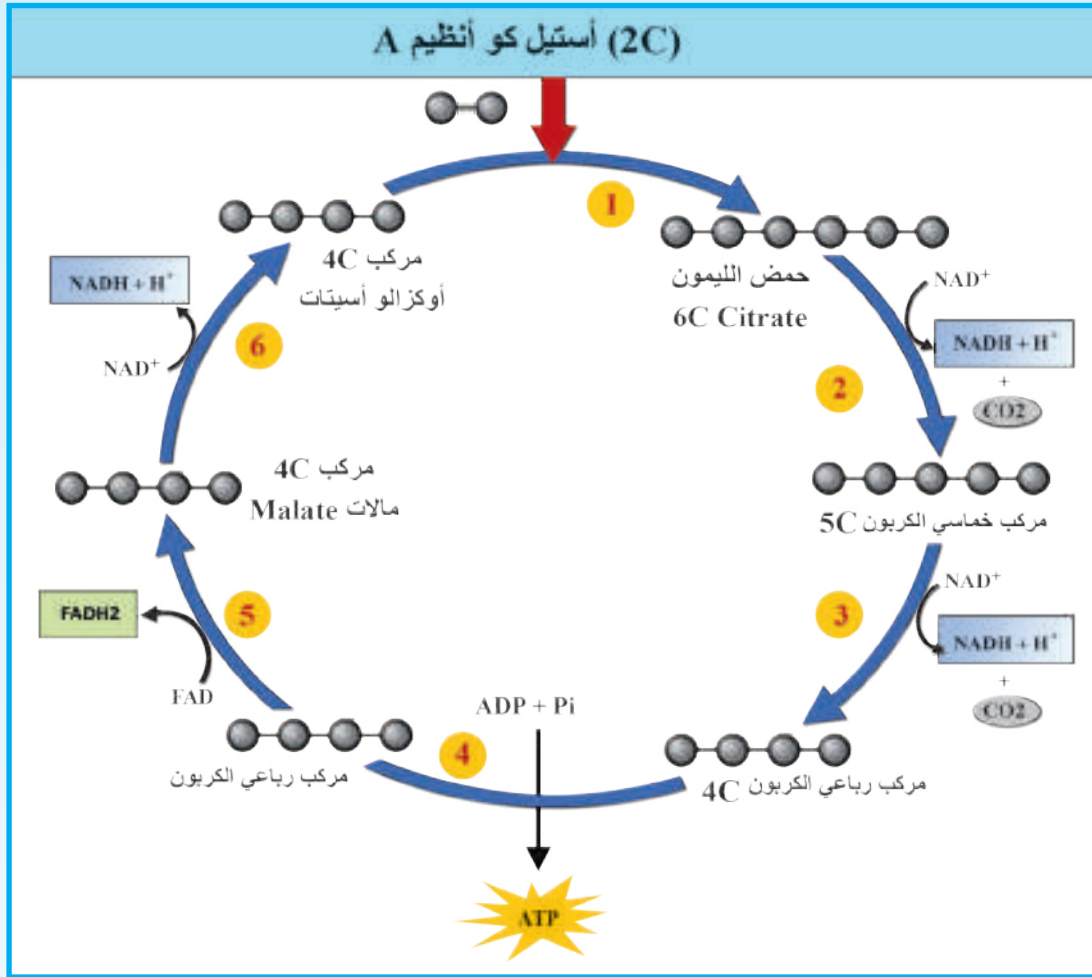 (2C) أستيل كو أنظيم A
1
مركب 4C
أوكزالو أسيتات
حمض الليمون
6C Citrate
NAD⁺
NADH + H⁺
+
CO2
2
NADH + H⁺
NAD⁺
6
مركب 4C
مالات Malate
مركب خماسي الكربون 5C
NAD⁺
NADH + H⁺
+
CO2
3
FADH2
FAD
5
مركب رباعي الكربون
4
ADP + Pi
ATP
مركب رباعي الكربون 4C